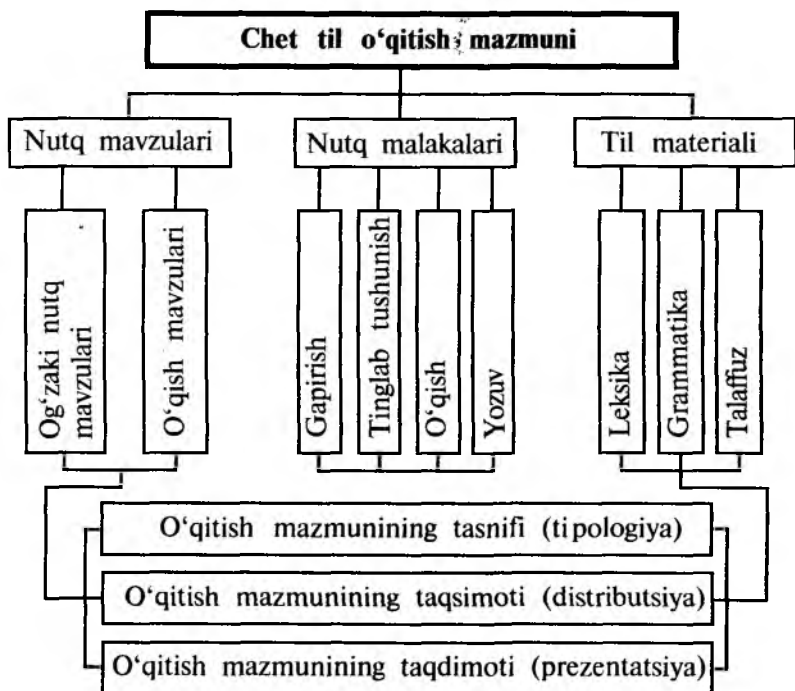 Chet til o‘qitish mazmuni
Nutq mavzulari
Nutq malakalari
Til materiali
Og‘zaki nutq
mavzulari
O‘qish mavzulari
Gapirish
Tinglab tushunish
O‘qish
Yozuv
Leksika
Grammatika
Talaffuz
O‘qitish mazmunining tasnifi (tipologiya)
O‘qitish mazmunining taqsimoti (distributsiya)
O‘qitish mazmunining taqdimoti (prezentatsiya)